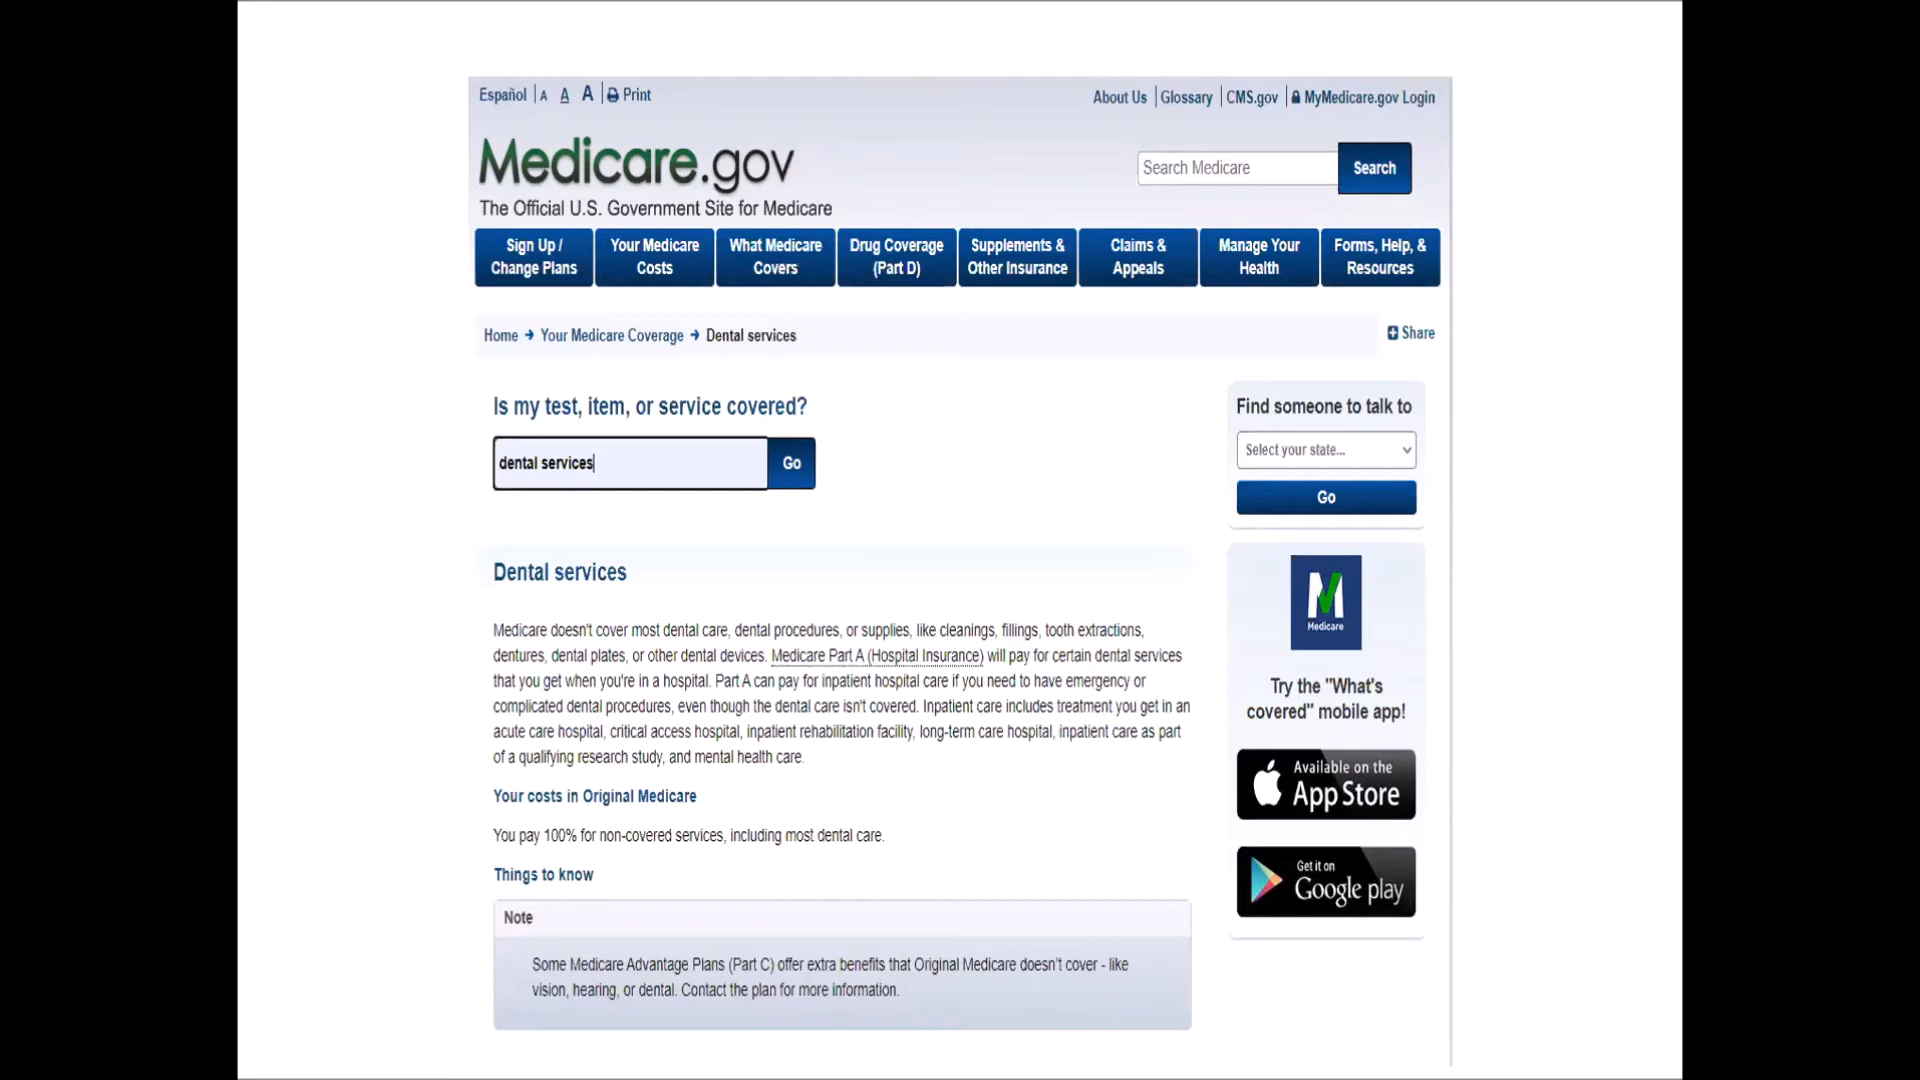 Español A A A Print
About Us Glossary CMS.gov MyMedicare.gov Login
Medicare.gov
The Official U.S. Government Site for Medicare
Search Medicare Search
Sign Up / Change Plans
Your Medicare Costs
What Medicare Covers
Drug Coverage (Part D)
Supplements & Other Insurance
Claims & Appeals
Manage Your Health
Forms, Help, & Resources
Home Your Medicare Coverage Dental services
Share
Is my test, item, or service covered?
dental services Go
Dental services
Medicare doesn't cover most dental care, dental procedures, or supplies, like cleanings, fillings, tooth extractions,
dentures, dental plates, or other dental devices. Medicare Part A (Hospital Insurance) will pay for certain dental services
that you get when you're in a hospital. Part A can pay for inpatient hospital care if you need to have emergency or
complicated dental procedures, even though the dental care isn't covered. Inpatient care includes treatment you get in an
acute care hospital, critical access hospital, inpatient rehabilitation facility, long-term care hospital, inpatient care as part
of a qualifying research study, and mental health care.
Your costs in Original Medicare
You pay 100% for non-covered services, including most dental care.
Things to know
Note
Some Medicare Advantage Plans (Part C) offer extra benefits that Original Medicare doesn't cover - like
vision, hearing, or dental. Contact the plan for more information.
Find someone to talk to
Select your state...
Go
M
Medicare
Try the "What's
covered" mobile app!
Available on the
App Store
Get it on
Google play